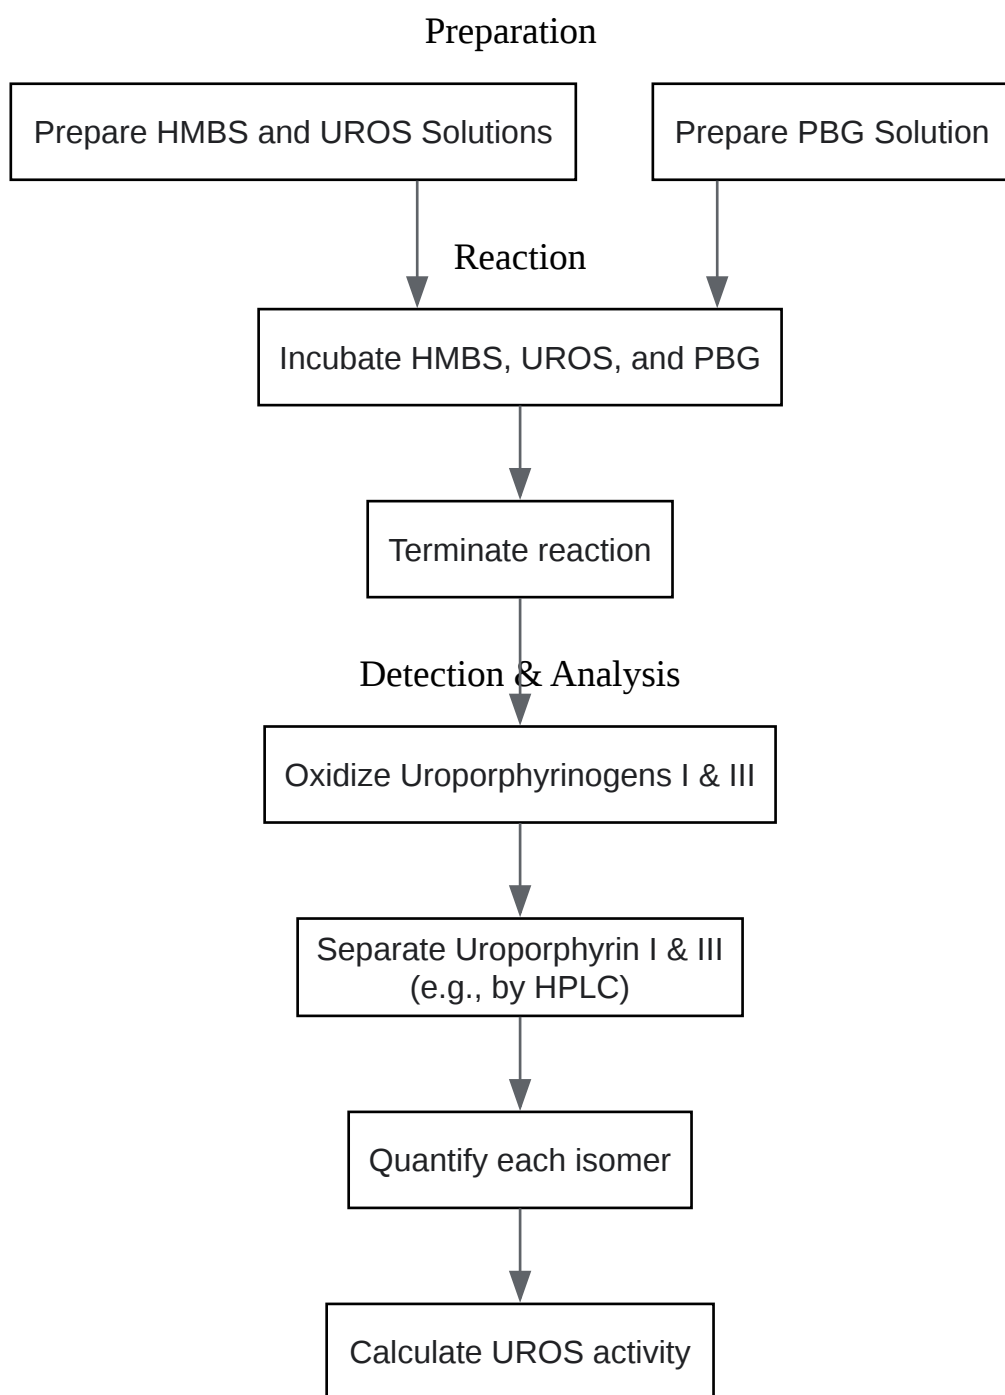 Preparation
Prepare HMBS and UROS Solutions
Prepare PBG Solution
Reaction
Incubate HMBS, UROS, and PBG
Terminate reaction
Detection & Analysis
Oxidize Uroporphyrinogens I & III
Separate Uroporphyrin I & III
(e.g., by HPLC)
Quantify each isomer
Calculate UROS activity